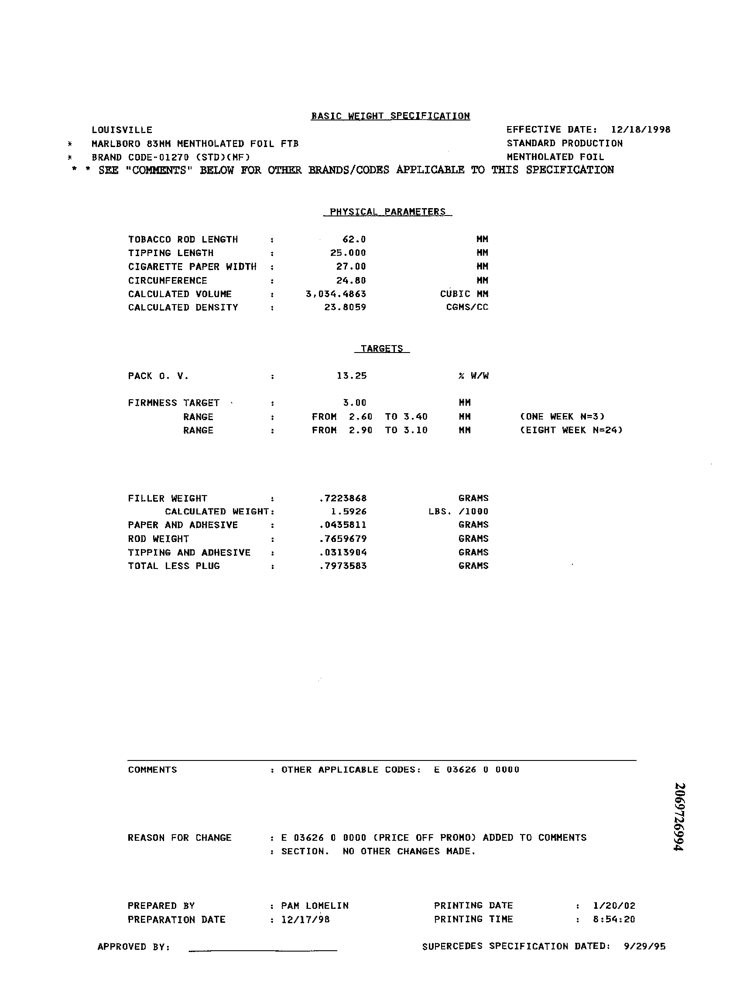 BASIC WEIGHT SPECIFICATION
LOUISVILLE EFFECTIVE DATE: 12/18/1998
* MARLBORO 83MM MENTHOLATED FOIL FTB STANDARD PRODUCTION
* BRAND CODE-01270 (STD)(MF) MENTHOLATED FOIL
* * SEE "COMMENTS" BELOW FOR OTHER BRANDS/CODES APPLICABLE TO THIS SPECIFICATION
PHYSICAL PARAMETERS
TOBACCO ROD LENGTH : 62.0 MM
TIPPING LENGTH : 25.000 MM
CIGARETTE PAPER WIDTH : 27.00 MM
CIRCUMFERENCE : 24.80 MM
CALCULATED VOLUME : 3,034.4863 CUBIC MM
CALCULATED DENSITY : 23.8059 CGMS/CC
TARGETS
PACK O. V. : 13.25 % W/W
FIRMNESS TARGET : 3.00 MM
RANGE : FROM 2.60 TO 3.40 MM (ONE WEEK N=3)
RANGE : FROM 2.90 TO 3.10 MM (EIGHT WEEK N=24)
FILLER WEIGHT : .7223868 GRAMS
CALCULATED WEIGHT: 1.5926 LBS. /1000
PAPER AND ADHESIVE : .0435811 GRAMS
ROD WEIGHT : .7659679 GRAMS
TIPPING AND ADHESIVE : .0313904 GRAMS
TOTAL LESS PLUG : .7973583 GRAMS
COMMENTS : OTHER APPLICABLE CODES: E 03626 0 0000
2069726994
REASON FOR CHANGE : E 03626 0 0000 (PRICE OFF PROMO) ADDED TO COMMENTS
: SECTION. NO OTHER CHANGES MADE.
PREPARED BY : PAM LOMELIN PRINTING DATE : 1/20/02
PREPARATION DATE : 12/17/98 PRINTING TIME : 8:54:20
APPROVED BY: SUPERCEDES SPECIFICATION DATED: 9/29/95